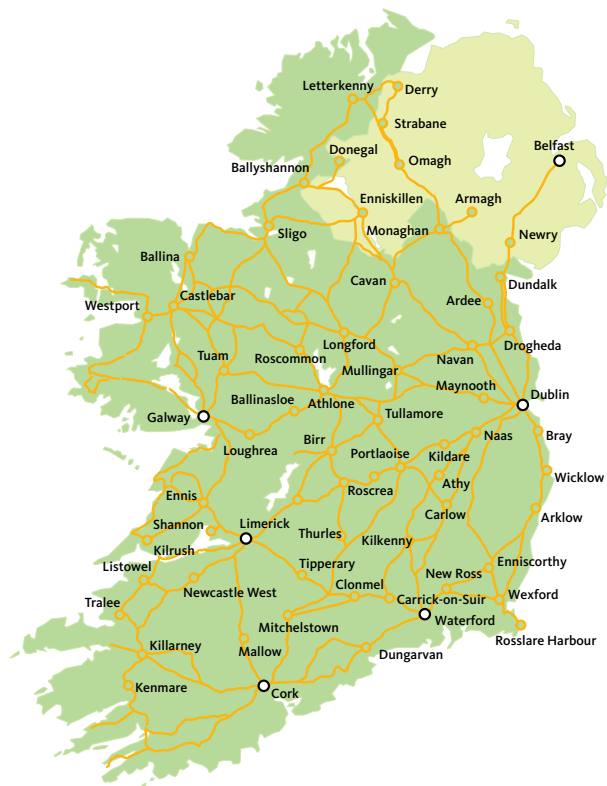 Letterkenny
Derry
Strabane
Donegal
Belfast
Omagh
Ballyshannon
Enniskillen
Armagh
Sligo
Monaghan
Newry
Ballina
Cavan
Dundalk
Castlebar
Ardee
Westport
Longford
Drogheda
Tuam
Roscommon
Mullingar
Navan
Maynooth
Dublin
Ballinasloe
Athlone
Galway
Tullamore
Birr
Naas
Bray
Loughrea
Portlaoise
Kildare
Wicklow
Athy
Ennis
Roscrea
Carlow
Arklow
Shannon
Limerick
Thurles
Kilkenny
Kilrush
Listowel
Tipperary
Enniscorthy
New Ross
Clonmel
Newcastle West
Carrick-on-Suir
Wexford
Tralee
Mitchelstown
Waterford
Rosslare Harbour
Killarney
Mallow
Dungarvan
Kenmare
Cork